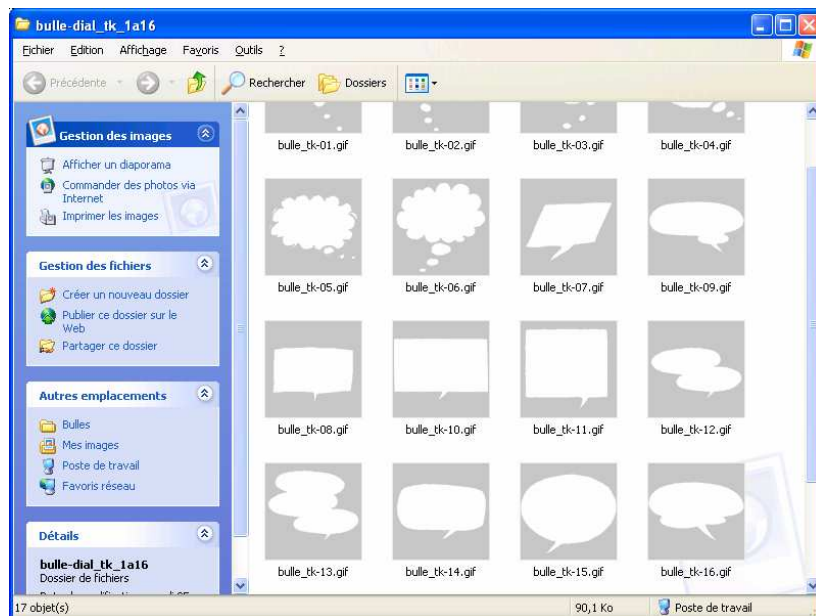 bulle-dial_tk_1a16
Fichier Edition Affichage Favoris Outils ?
Précédente Rechercher Dossiers
Gestion des images
Afficher un diaporama
Commander des photos via
Internet
Imprimer les images
Gestion des fichiers
Créer un nouveau dossier
Publier ce dossier sur le
Web
Partager ce dossier
Autres emplacements
Bulles
Mes images
Poste de travail
Favoris réseau
Détails
bulle-dial_tk_1a16
Dossier de fichiers
bulle_tk-01.gif bulle_tk-02.gif bulle_tk-03.gif bulle_tk-04.gif
bulle_tk-05.gif bulle_tk-06.gif bulle_tk-07.gif bulle_tk-09.gif
bulle_tk-08.gif bulle_tk-10.gif bulle_tk-11.gif bulle_tk-12.gif
bulle_tk-13.gif bulle_tk-14.gif bulle_tk-15.gif bulle_tk-16.gif
17 objet(s) 90,1 Ko Poste de travail